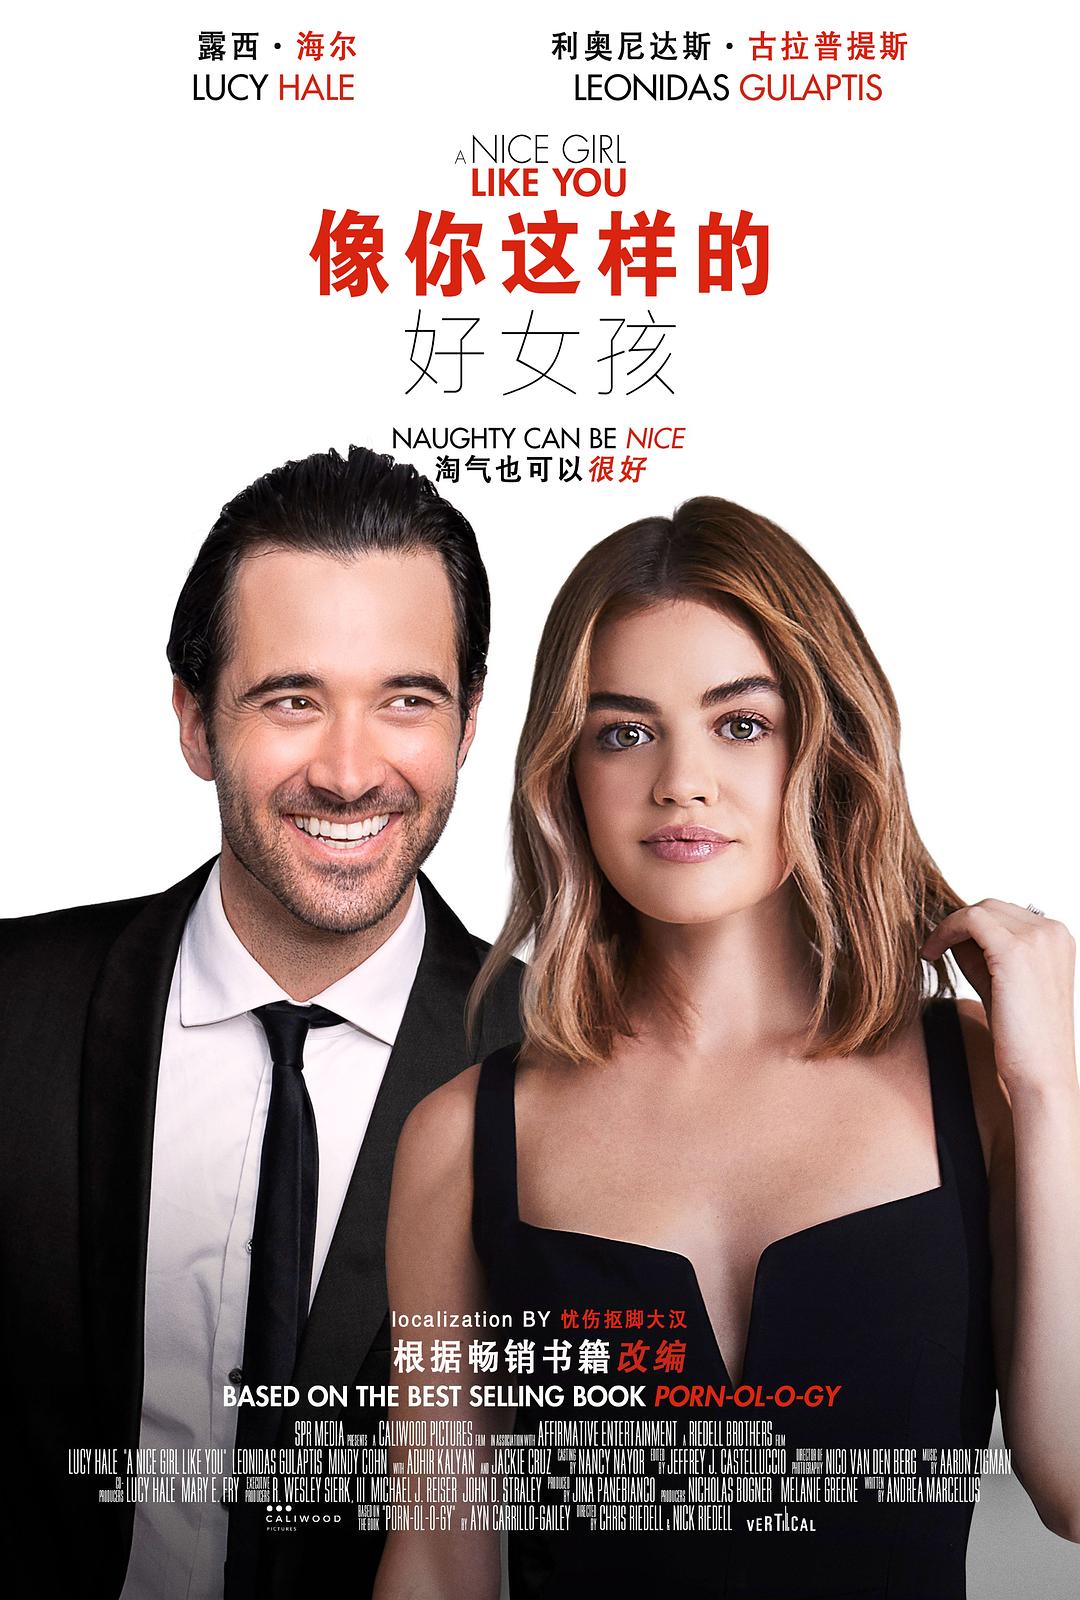 露西·海尔
LUCY HALE
利奥尼达斯·古拉普提斯
LEONIDAS GULAPTIS
A NICE GIRL
LIKE YOU
像你这样的
好女孩
NAUGHTY CAN BE NICE
淘气也可以很好
localization BY 忧伤抠脚大汉
根据畅销书籍改编
BASED ON THE BEST SELLING BOOK PORN-OL-O-GY
SPR MEDIA PRESENTS A CALIWOOD PICTURES FILM IN ASSOCIATION WITH AFFIRMATIVE ENTERTAINMENT A RIEDELL BROTHERS FILM
LUCY HALE "A NICE GIRL LIKE YOU" LEONIDAS GULAPTIS MINDY COHN WITH ADHIR KALYAN AND JACKIE CRUZ CASTING BY NANCY NAYOR EDITED BY JEFFREY J. CASTELLUCCIO DIRECTOR OF PHOTOGRAPHY NICO VAN DEN BERG MUSIC BY AARON ZIGMAN
CO-PRODUCERS LUCY HALE MARY E. FRY EXECUTIVE PRODUCERS R. WESLEY SIERK, III MICHAEL J. REISER JOHN D. STRALEY PRODUCED BY JINA PANEBIANCO PRODUCERS NICHOLAS BOGNER MELANIE GREENE WRITTEN BY ANDREA MARCELLUS
CALIWOOD
PICTURES
BASED ON THE BOOK "PORN-OL-O-GY" BY AYN CARRILLO-GAILEY DIRECTED BY CHRIS RIEDELL & NICK RIEDELL
VERTICAL